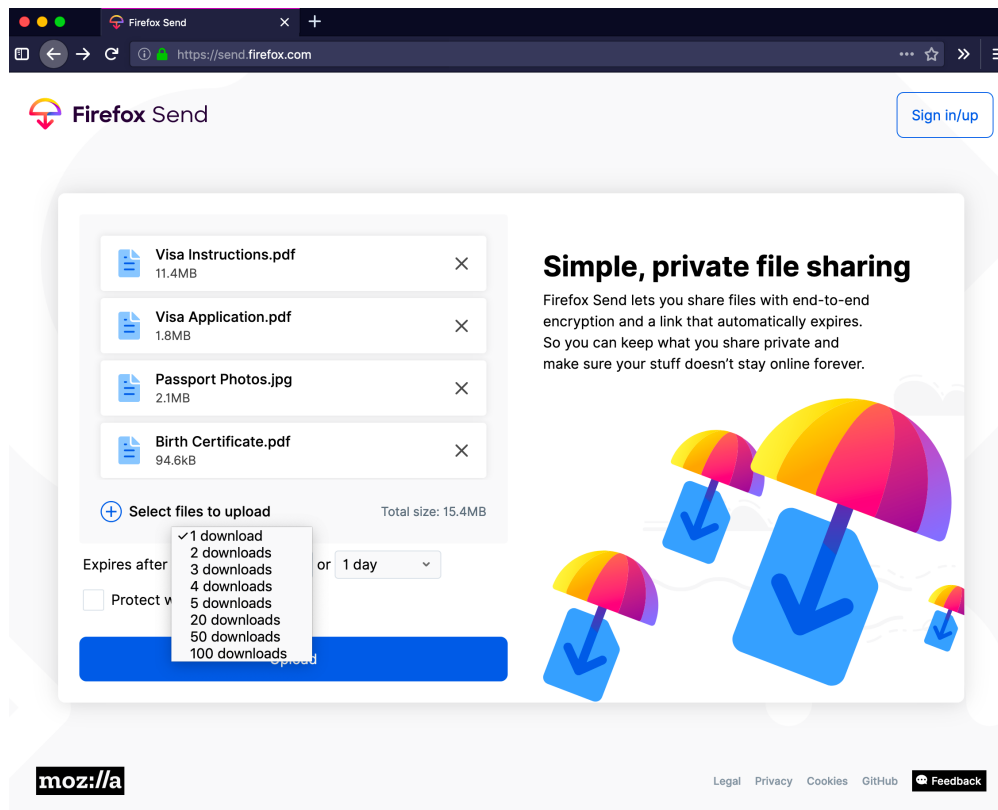 Firefox Send
https://send.firefox.com
Firefox Send
Sign in/up
Visa Instructions.pdf
11.4MB
Visa Application.pdf
1.8MB
Passport Photos.jpg
2.1MB
Birth Certificate.pdf
94.6kB
Select files to upload
Total size: 15.4MB
Expires after
1 download
2 downloads
3 downloads
4 downloads
5 downloads
20 downloads
50 downloads
100 downloads
or 1 day
Protect
Upload
Simple, private file sharing
Firefox Send lets you share files with end-to-end
encryption and a link that automatically expires.
So you can keep what you share private and
make sure your stuff doesn’t stay online forever.
moz://a
Legal Privacy Cookies GitHub Feedback